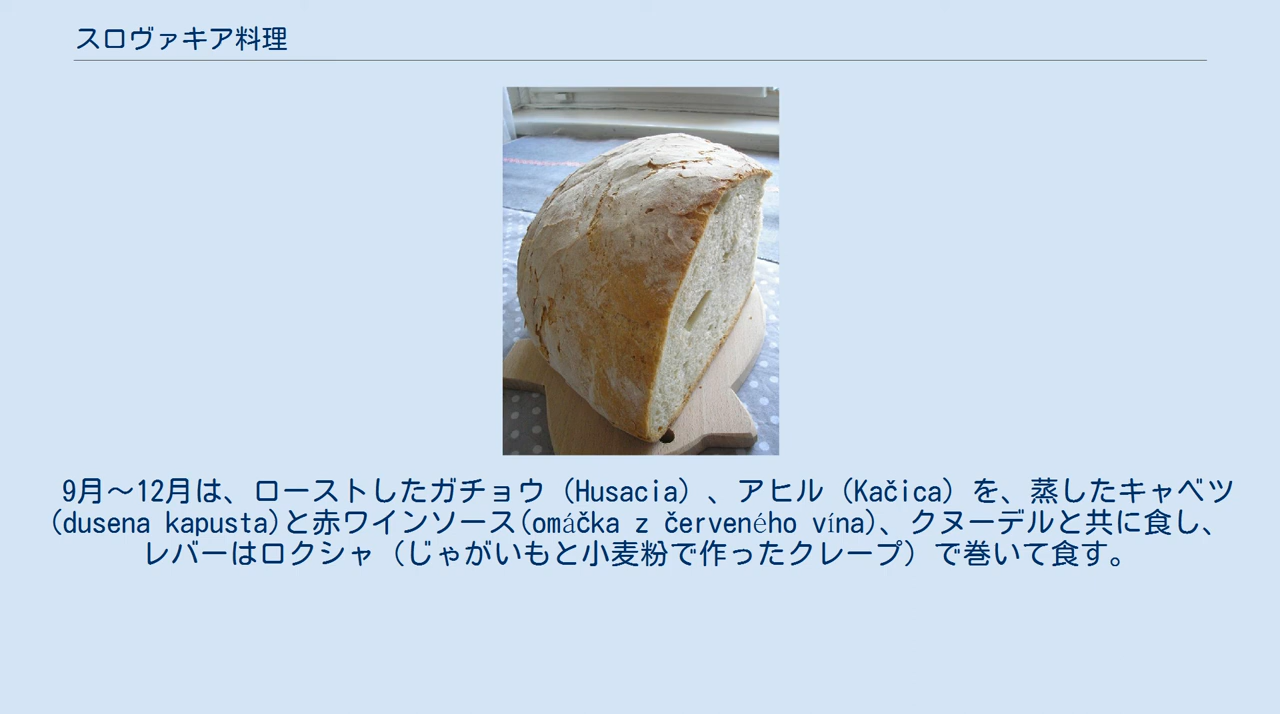 スロヴァキア料理
9月～12月は、ローストしたガチョウ（Husacia）、アヒル（Kačica）を、蒸したキャベツ
(dusena kapusta)と赤ワインソース(omáčka z červeného vína)、クヌーデルと共に食し、
レバーはロクシャ（じゃがいもと小麦粉で作ったクレープ）で巻いて食す。